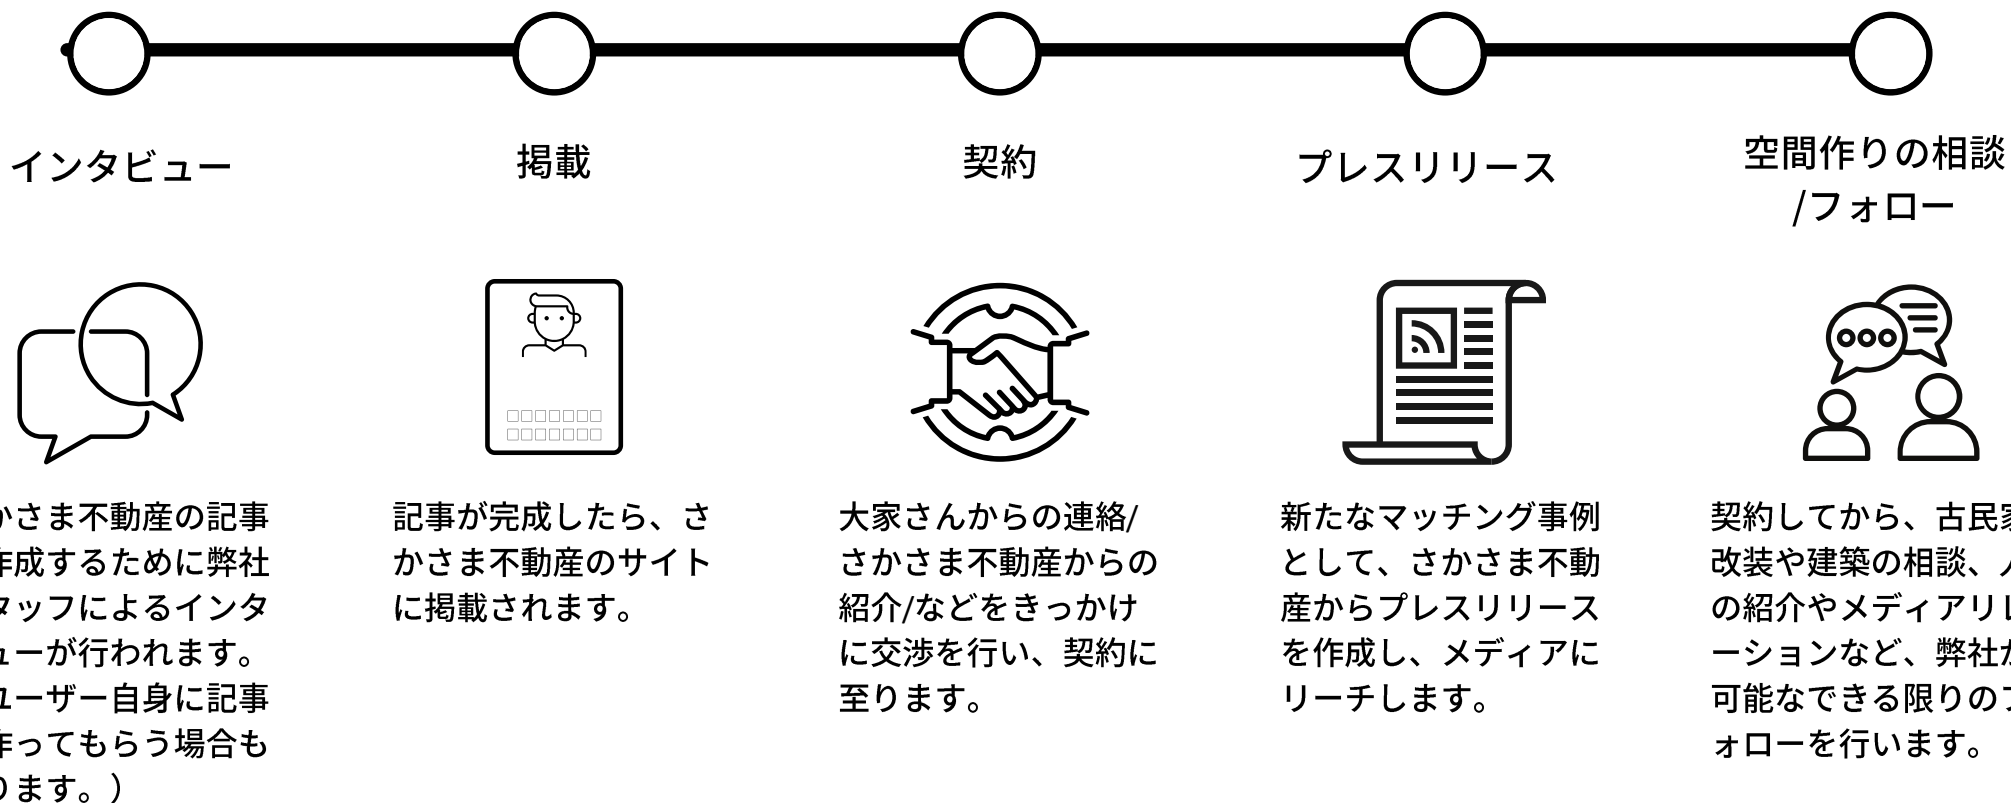 インタビュー
掲載
契約
プレスリリース
空間作りの相談
/フォロー
かさま不動産の記事
作成するために弊社
タッフによるインタ
ューが行われます。
ユーザー自身に記事
作ってもらう場合も
ります。）
記事が完成したら、さ
かさま不動産のサイト
に掲載されます。
大家さんからの連絡/
さかさま不動産からの
紹介/などをきっかけ
に交渉を行い、契約に
至ります。
新たなマッチング事例
として、さかさま不動
産からプレスリリース
を作成し、メディアに
リーチします。
契約してから、古民家
改装や建築の相談、
の紹介やメディアリレ
ーションなど、弊社が
可能なできる限りのフ
ォローを行います。